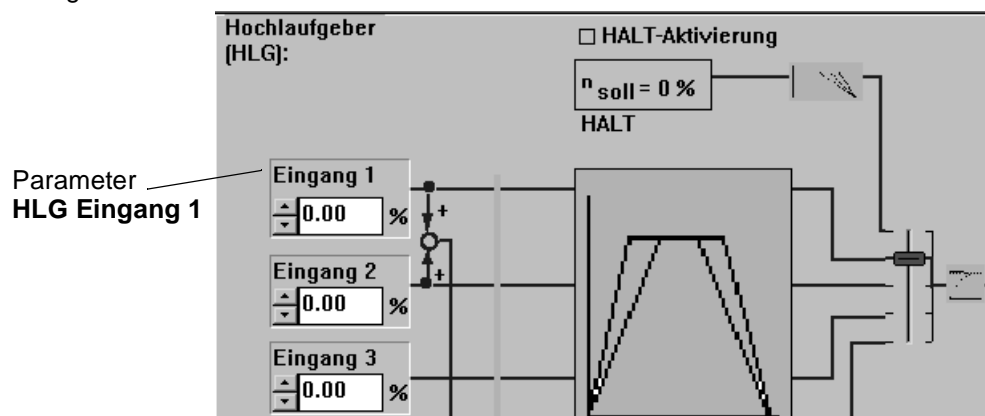 Hochlaufgeber
(HLG):
□ HALT-Aktivierung
n soll = 0 %
HALT
Parameter
HLG Eingang 1
Eingang 1
0.00 %
+
Eingang 2
+
0.00 %
Eingang 3
0.00 %